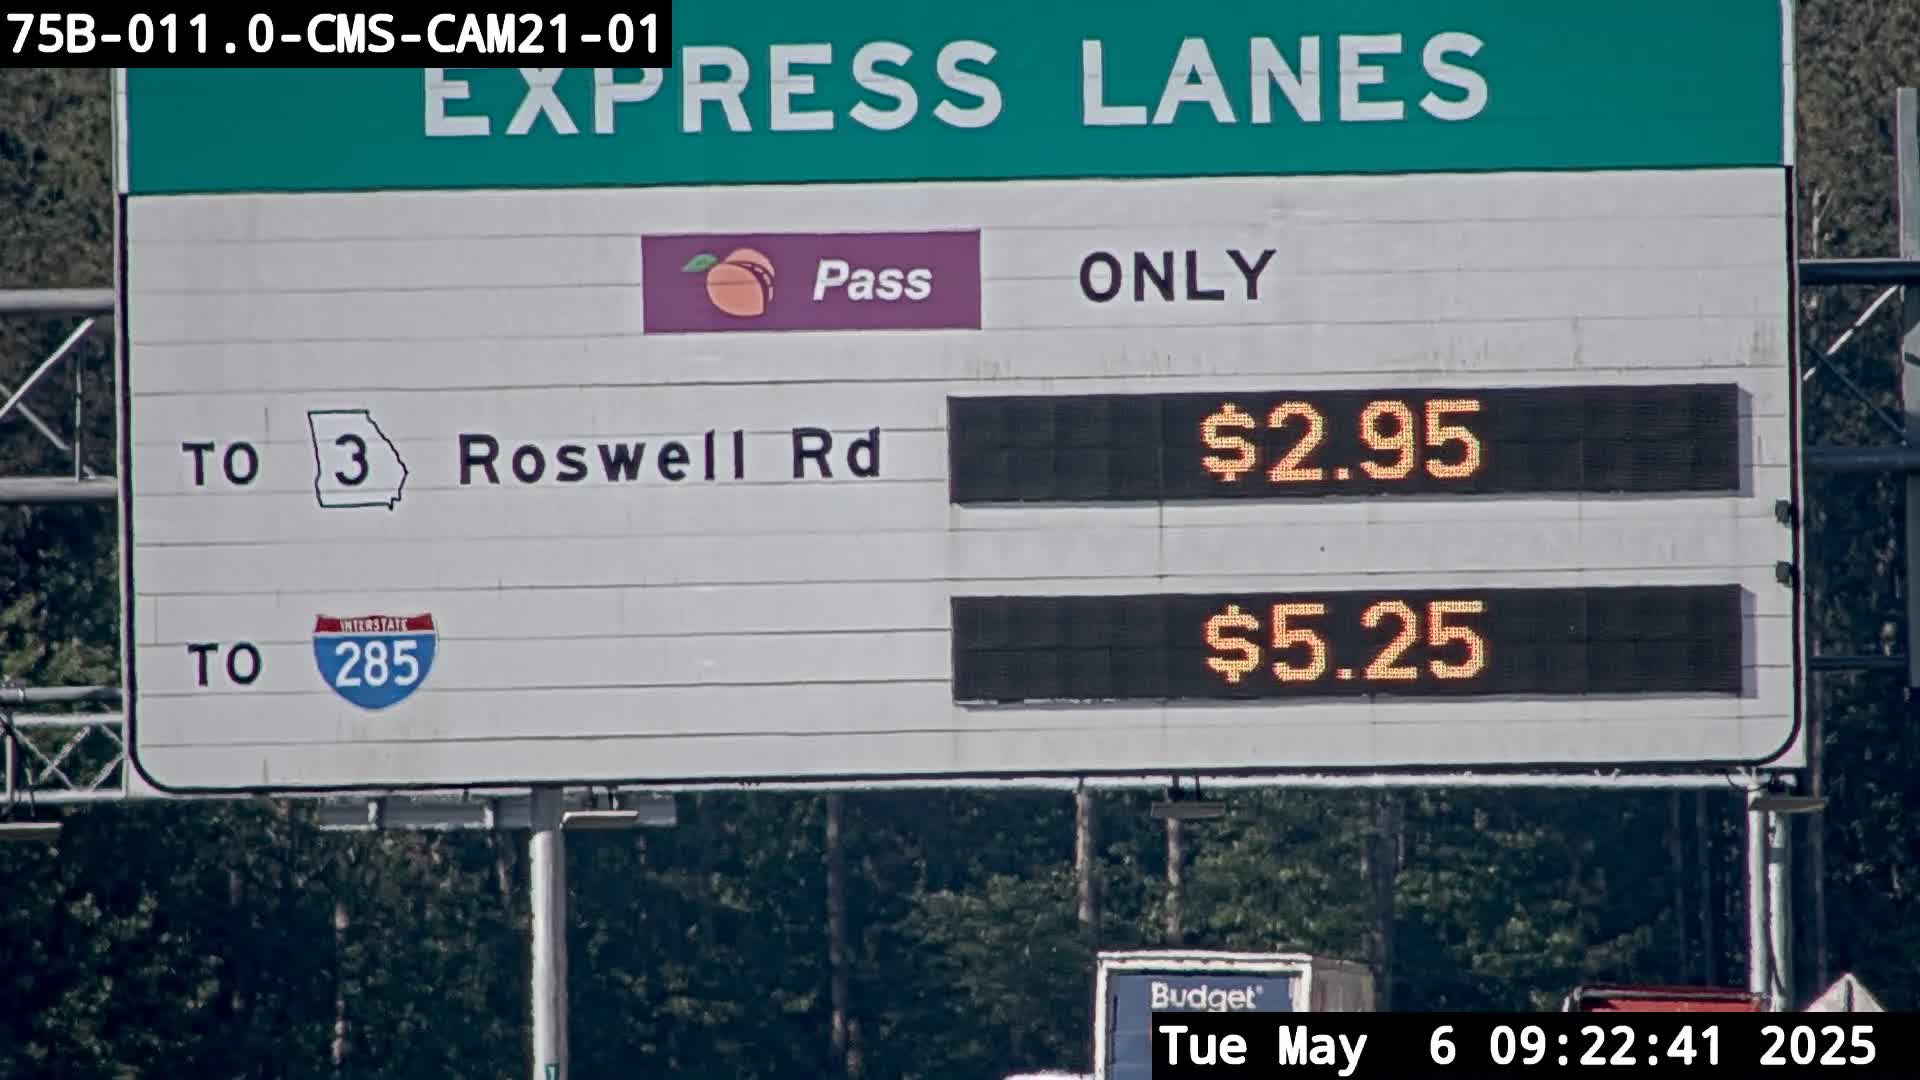 75B-011.0-CMS-CAM21-01
EXPRESS LANES
Pass ONLY
TO 3 Roswell Rd $2.95
TO INTERSTATE 285 $5.25
Budget
Tue May 6 09:22:41 2025